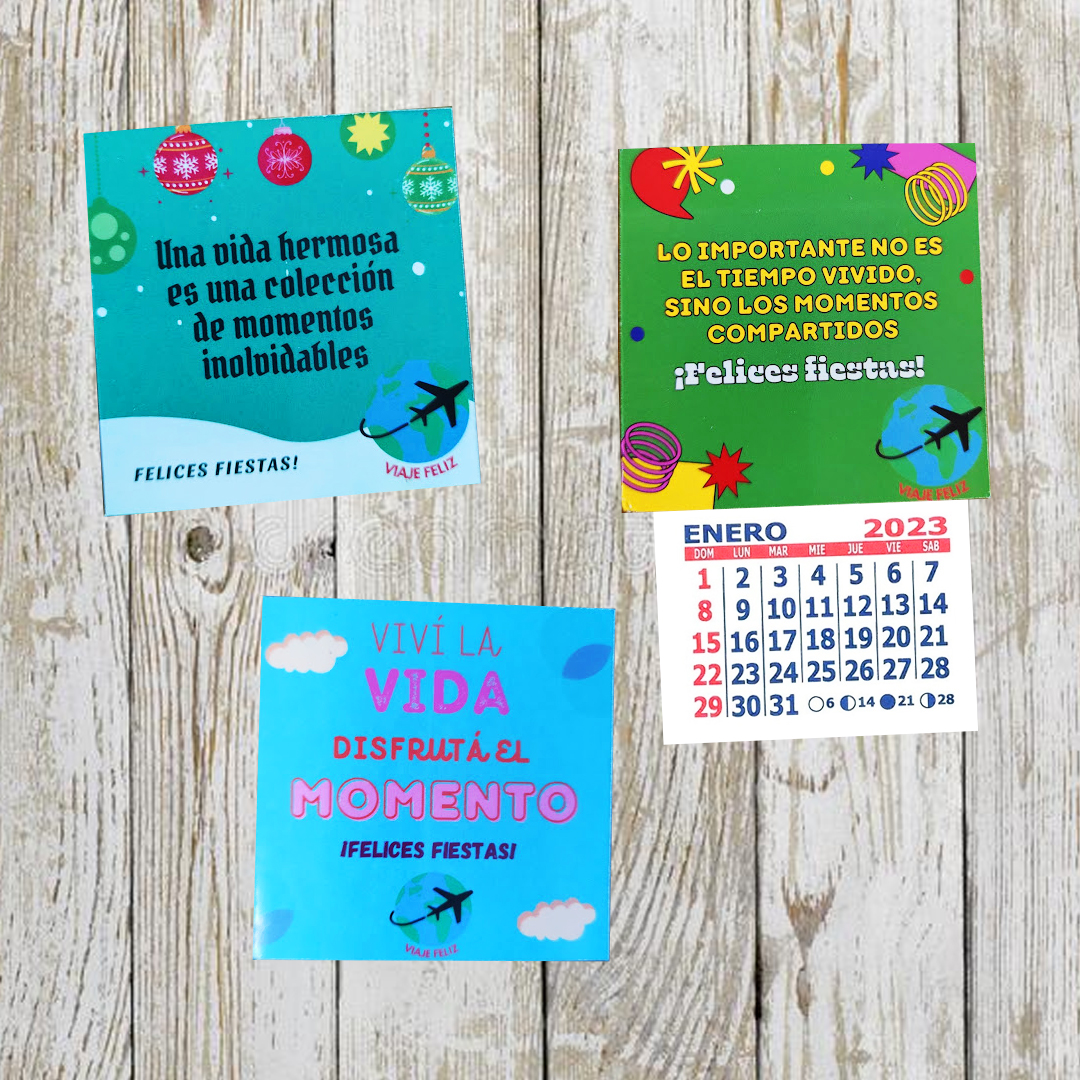 Una vida hermosa
es una colección
de momentos
inolvidables
FELICES FIESTAS!
VIAJE FELIZ
LO IMPORTANTE NO ES
EL TIEMPO VIVIDO,
SINO LOS MOMENTOS
COMPARTIDOS
¡Felices fiestas!
VIAJE FELIZ
ENERO 2023
DOM LUN MAR MIE JUE VIE SAB
1 2 3 4 5 6 7
8 9 10 11 12 13 14
15 16 17 18 19 20 21
22 23 24 25 26 27 28
29 30 31 6 14 21 28
VIVÍ LA
VIDA
DISFRUTÁ EL
MOMENTO
¡FELICES FIESTAS!
VIAJE FELIZ